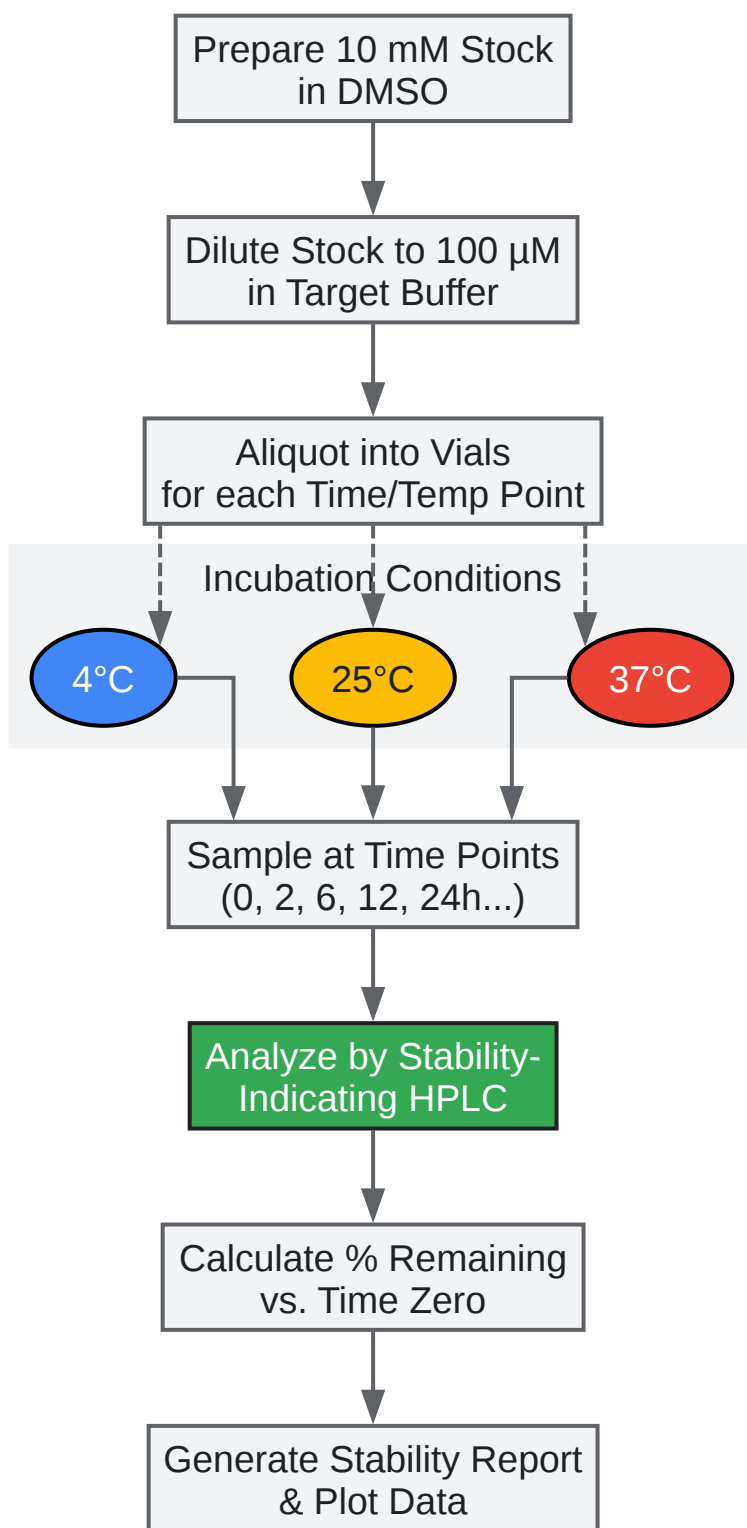 Prepare 10 mM Stock
in DMSO
Dilute Stock to 100 µM
in Target Buffer
Aliquot into Vials
for each Time/Temp Point
Incubation Conditions
4°C
25°C
37°C
Sample at Time Points
(0, 2, 6, 12, 24h...)
Analyze by Stability-
Indicating HPLC
Calculate % Remaining
vs. Time Zero
Generate Stability Report
& Plot Data